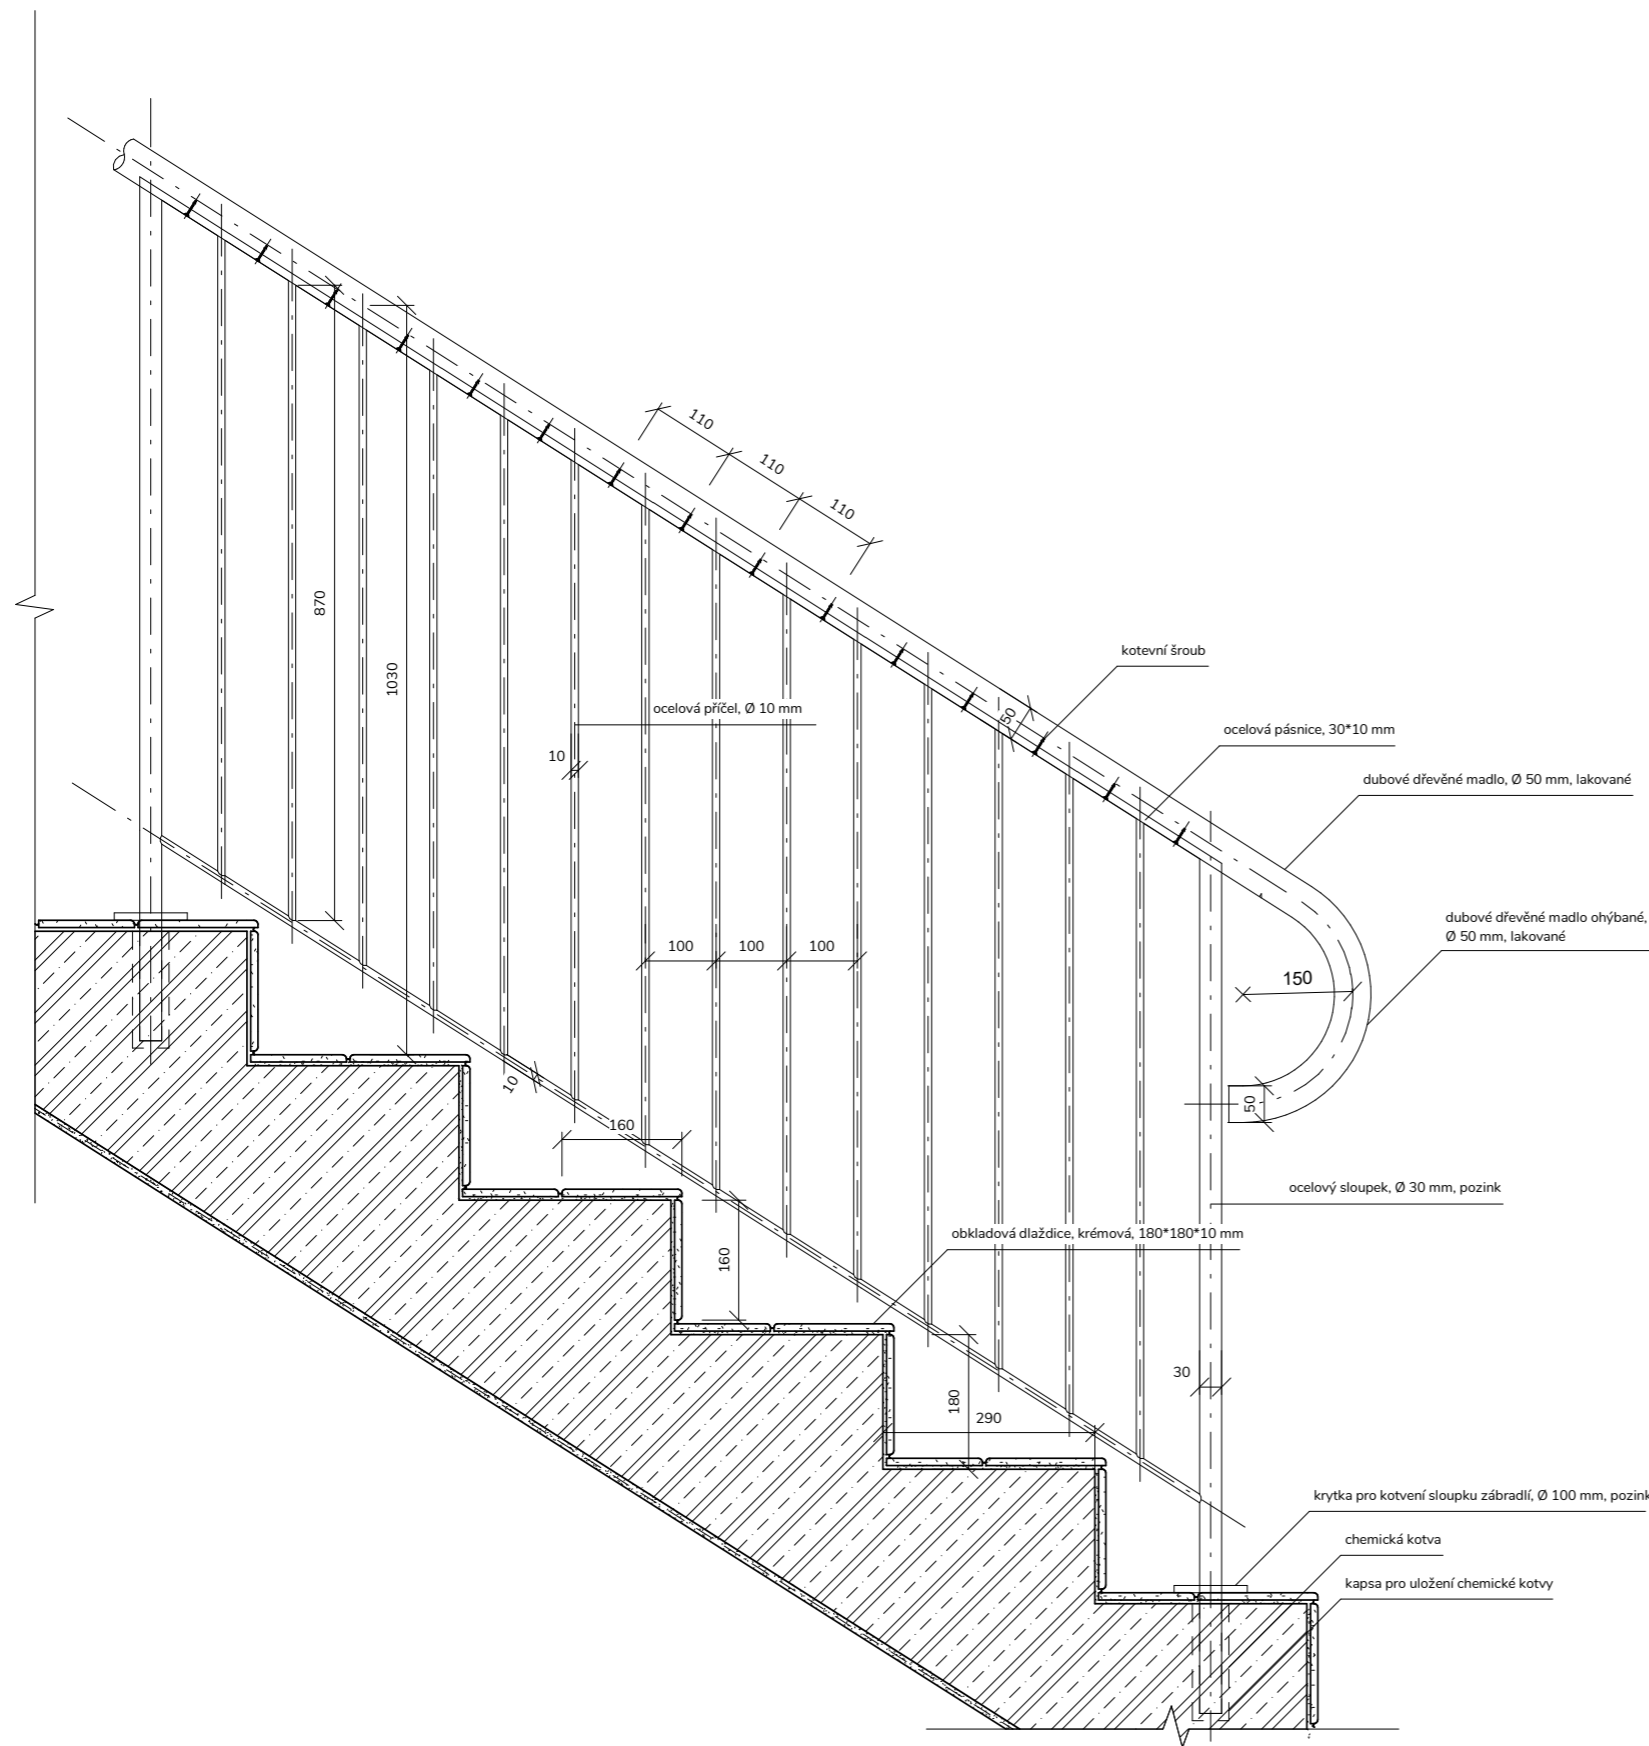 110
110
110
870
1030
kotevní šroub
ocelová příčel, Ø 10 mm
50
ocelová pásnice, 30*10 mm
10
dubové dřevěné madlo, Ø 50 mm, lakované
dubové dřevěné madlo ohýbané,
Ø 50 mm, lakované
100
100
100
150
10
50
160
ocelový sloupek, Ø 30 mm, pozink
obkladová dlaždice, krémová, 180*180*10 mm
160
30
180
290
krytka pro kotvení sloupku zábradlí, Ø 100 mm, pozink
chemická kotva
kapsa pro uložení chemické kotvy